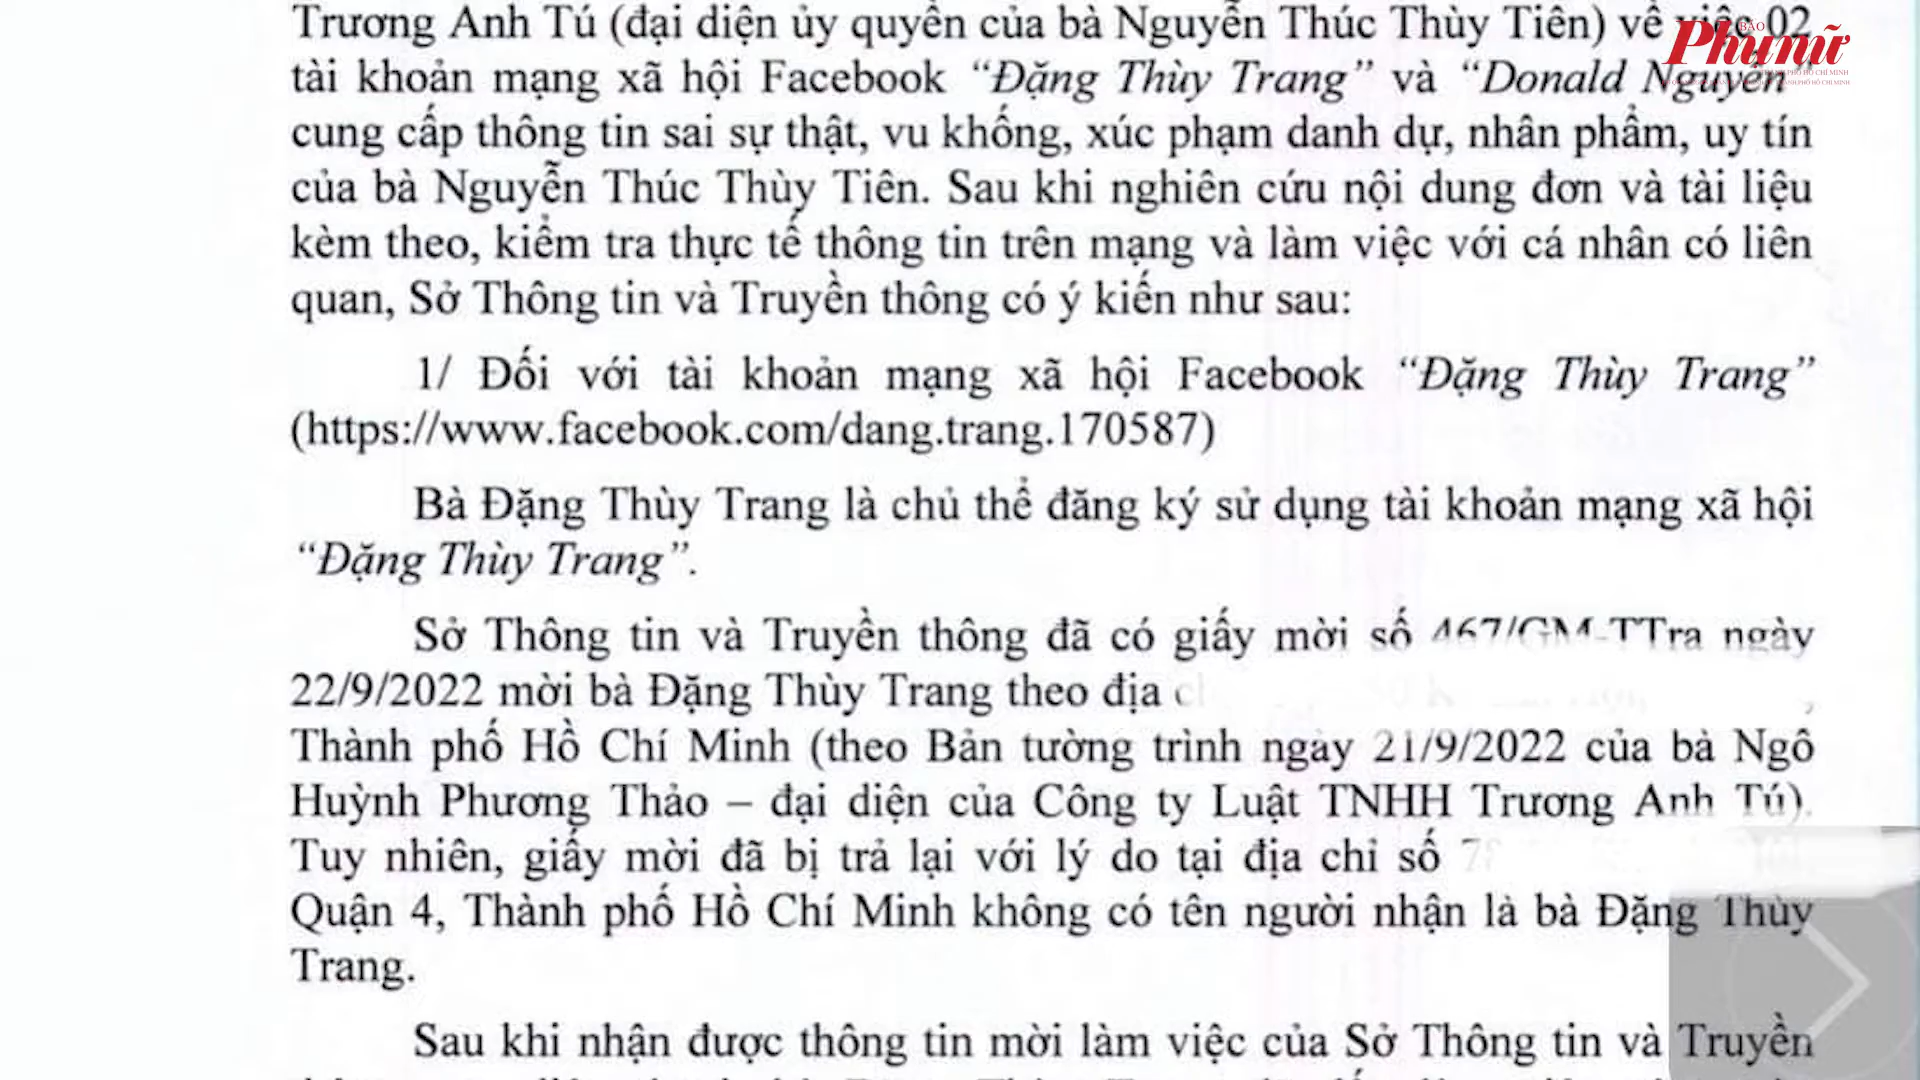 Trương Anh Tú (đại diện ủy quyền của bà Nguyễn Thúc Thùy Tiên) về việc 02
BÁO
Phụ nữ
THÀNH PHỐ HỒ CHÍ MINH
tài khoản mạng xã hội Facebook “Đặng Thùy Trang” và “Donald Nguyễn”
cung cấp thông tin sai sự thật, vu khống, xúc phạm danh dự, nhân phẩm, uy tín
của bà Nguyễn Thúc Thùy Tiên. Sau khi nghiên cứu nội dung đơn và tài liệu
kèm theo, kiểm tra thực tế thông tin trên mạng và làm việc với cá nhân có liên
quan, Sở Thông tin và Truyền thông có ý kiến như sau:
1/ Đối với tài khoản mạng xã hội Facebook “Đặng Thùy Trang”
(https://www.facebook.com/dang.trang.170587)
Bà Đặng Thùy Trang là chủ thể đăng ký sử dụng tài khoản mạng xã hội
“Đặng Thùy Trang”.
Sở Thông tin và Truyền thông đã có giấy mời số 467/GM-TTra ngày
22/9/2022 mời bà Đặng Thùy Trang theo địa
Thành phố Hồ Chí Minh (theo Bản tường trình ngày 21/9/2022 của bà Ngô
Huỳnh Phương Thảo – đại diện của Công ty Luật TNHH Trương Anh Tú).
Tuy nhiên, giấy mời đã bị trả lại với lý do tại địa chỉ số
Quận 4, Thành phố Hồ Chí Minh không có tên người nhận là bà Đặng Thùy
Trang.
Sau khi nhận được thông tin mời làm việc của Sở Thông tin và Truyền